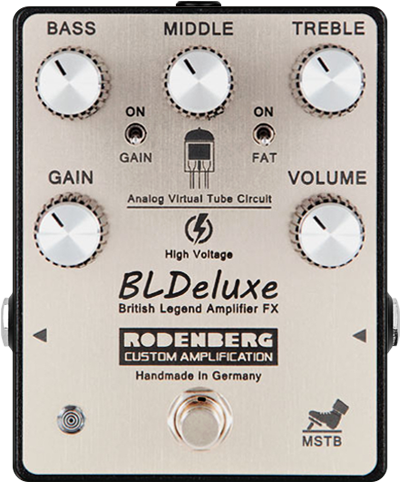 BASS MIDDLE TREBLE
ON ON
GAIN FAT
GAIN VOLUME
Analog Virtual Tube Circuit
High Voltage
BLDeluxe
British Legend Amplifier FX
RODENBERG
CUSTOM AMPLIFICATION
Handmade In Germany
MSTB